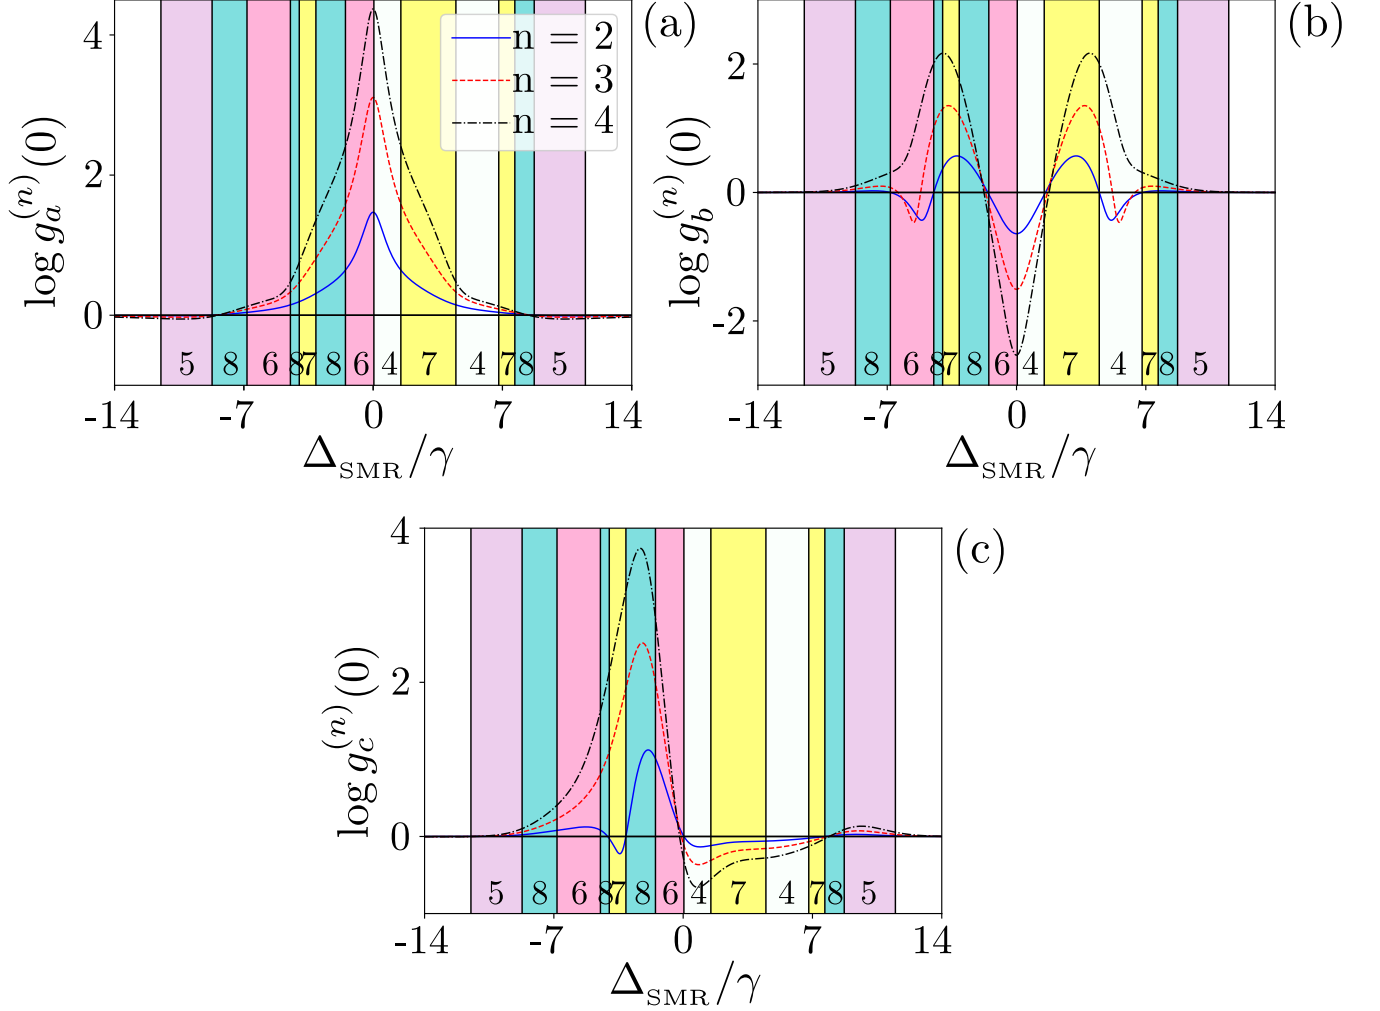 (a)
n = 2
n = 3
n = 4
log g_a^{(n)}(0)
4
2
0
5 8 6 8 7 8 6 4 7 4 7 8 5
-14 -7 0 7 14
Δ_SMR/γ
(b)
log g_b^{(n)}(0)
2
0
-2
5 8 6 8 7 8 6 4 7 4 7 8 5
-14 -7 0 7 14
Δ_SMR/γ
(c)
log g_c^{(n)}(0)
4
2
0
5 8 6 8 7 8 6 4 7 4 7 8 5
-14 -7 0 7 14
Δ_SMR/γ